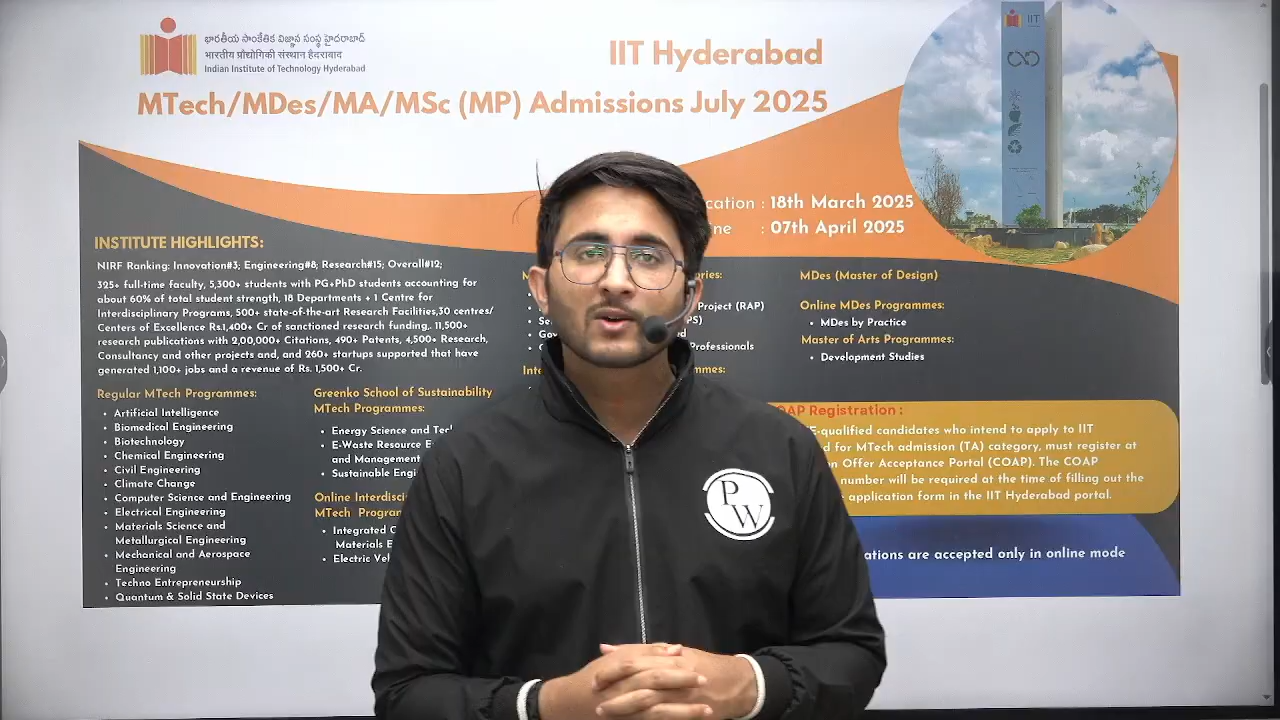 భారతీయ సాంకేతిక విజ్ఞాన సంస్థ హైదరాబాద్
भारतीय प्रौद्योगिकी संस्थान हैदराबाद
Indian Institute of Technology Hyderabad
IIT Hyderabad
MTech/MDes/MA/MSc (MP) Admissions July 2025
IIT
: 18th March 2025
: 07th April 2025
INSTITUTE HIGHLIGHTS:
NIRF Ranking: Innovation#3; Engineering#8; Research#15; Overall#12;
325+ full-time faculty, 5,300+ students with PG+PhD students accounting for
about 60% of total student strength, 18 Departments + 1 Centre for
Interdisciplinary Programs, 500+ state-of-the-art Research Facilities,30 centres/
Centers of Excellence Rs.1,400+ Cr of sanctioned research funding,. 11,500+
research publications with 2,00,000+ Citations, 490+ Patents, 4,500+ Research,
Consultancy and other projects and, and 260+ startups supported that have
generated 1,100+ jobs and a revenue of Rs. 1,500+ Cr.
Regular MTech Programmes:
• Artificial Intelligence
• Biomedical Engineering
• Biotechnology
• Chemical Engineering
• Civil Engineering
• Climate Change
• Computer Science and Engineering
• Electrical Engineering
• Materials Science and
Metallurgical Engineering
• Mechanical and Aerospace
Engineering
• Techno Entrepreneurship
• Quantum & Solid State Devices
Greenko School of Sustainability
MTech Programmes:
• Energy Science and
• E-Waste Resource
and Management
• Sustainable
Online
MTech
• Integrated
Materials
• Electric
Project (RAP)
Professionals
MDes (Master of Design)
Online MDes Programmes:
• MDes by Practice
Master of Arts Programmes:
• Development Studies
Registration :
candidates who intend to apply to IIT
for MTech admission (TA) category, must register at
Offer Acceptance Portal (COAP). The COAP
number will be required at the time of filling out the
application form in the IIT Hyderabad portal.
are accepted only in online mode
PW